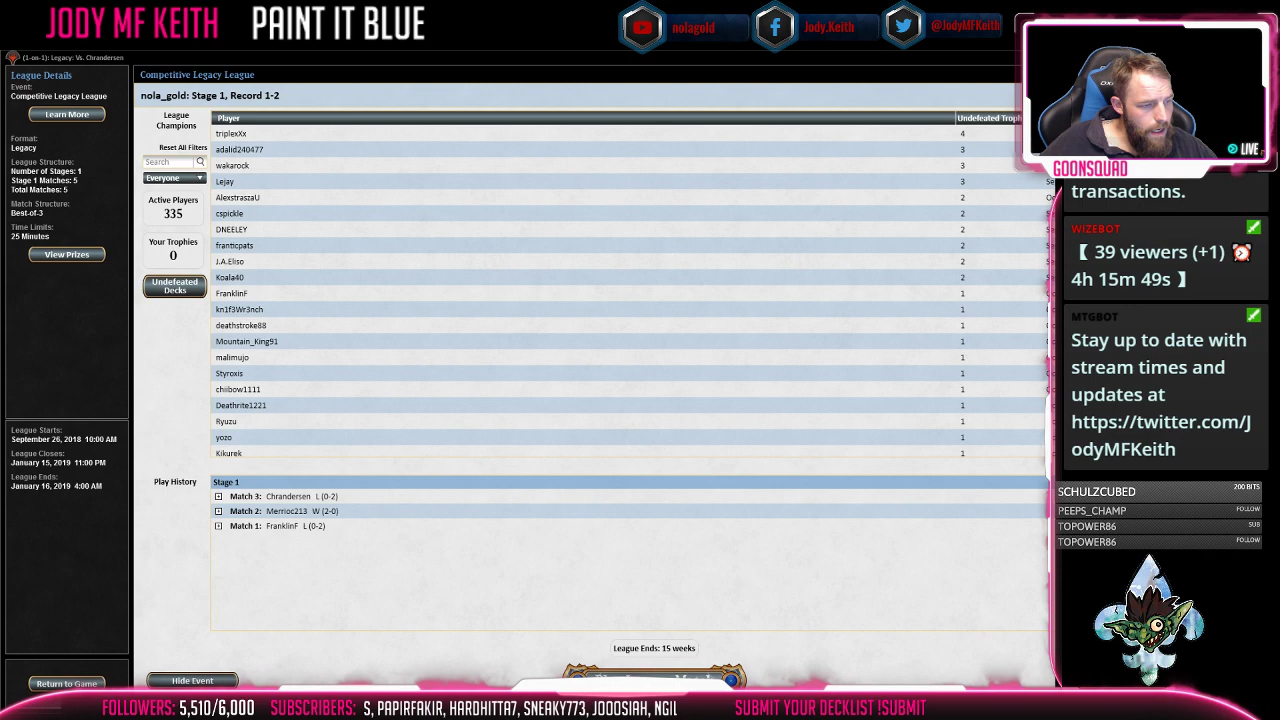 JODY MF KEITH PAINT IT BLUE
nolagold
Jody.Keith
@JodyMFKeith
(1-on-1): Legacy: Vs. Chrandersen
League Details
Event:
Competitive Legacy League
Learn More
Format:
Legacy
League Structure:
Number of Stages: 1
Stage 1 Matches: 5
Total Matches: 5
Match Structure:
Best-of-3
Time Limits:
25 Minutes
View Prizes
League Starts:
September 26, 2018 10:00 AM
League Closes:
January 15, 2019 11:00 PM
League Ends:
January 16, 2019 4:00 AM
Return to Game
Competitive Legacy League
nola_gold: Stage 1, Record 1-2
League Champions
Reset All Filters
Search
Everyone
Active Players
335
Your Trophies
0
Undefeated Decks
Player Undefeated
triplexXx 4
adalid240477 3
wakarock 3
Lejay 3
AlexstraszaU 2
cspickle 2
DNEELEY 2
franticpats 2
J.A.Eliso 2
Koala40 2
FranklinF 1
kn1f3Wr3nch 1
deathstroke88 1
Mountain_King91 1
malimujo 1
Styroxis 1
chiibow1111 1
Deathrite1221 1
Ryuzu 1
yozo 1
Kikurek 1
Play History
Stage 1
Match 3: Chrandersen L (0-2)
Match 2: Merrioc213 W (2-0)
Match 1: FranklinF L (0-2)
League Ends: 15 weeks
Hide Event
LIVE
GOONSQUAD
transactions.
WIZEBOT
【 39 viewers (+1) ⏰
4h 15m 49s 】
MTGBOT
Stay up to date with
stream times and
updates at
https://twitter.com/J
odyMFKeith
SCHULZCUBED 200 BITS
PEEPS_CHAMP FOLLOW
TOPOWER86 SUB
TOPOWER86 FOLLOW
FOLLOWERS: 5,510/6,000 SUBSCRIBERS: S, PAPIRFAKIR, HARDHITTA7, SNEAKY773, JOOOSIAH, NGIL SUBMIT YOUR DECKLIST !SUBMIT